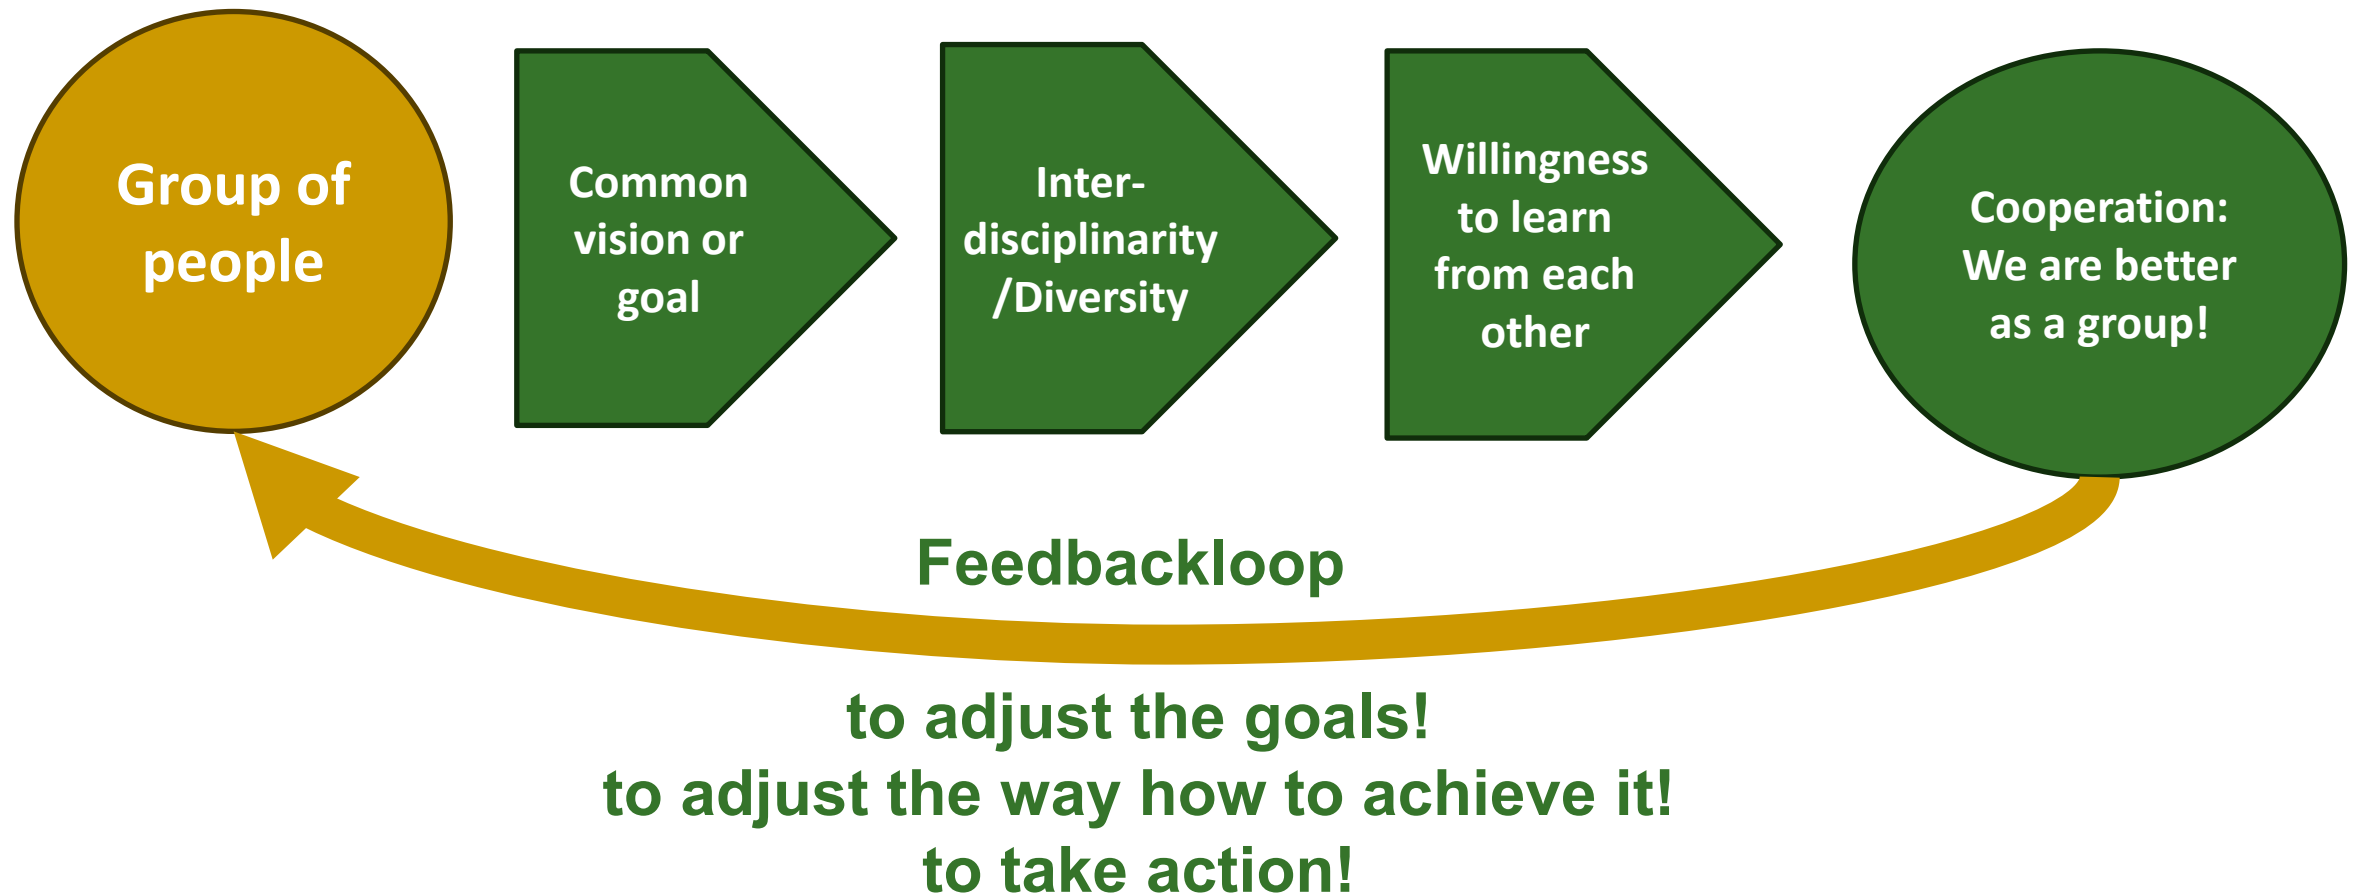 Group of
people
Common
vision or
goal
Inter-
disciplinarity
/Diversity
Willingness
to learn
from each
other
Cooperation:
We are better
as a group!
Feedbackloop
to adjust the goals!
to adjust the way how to achieve it!
to take action!